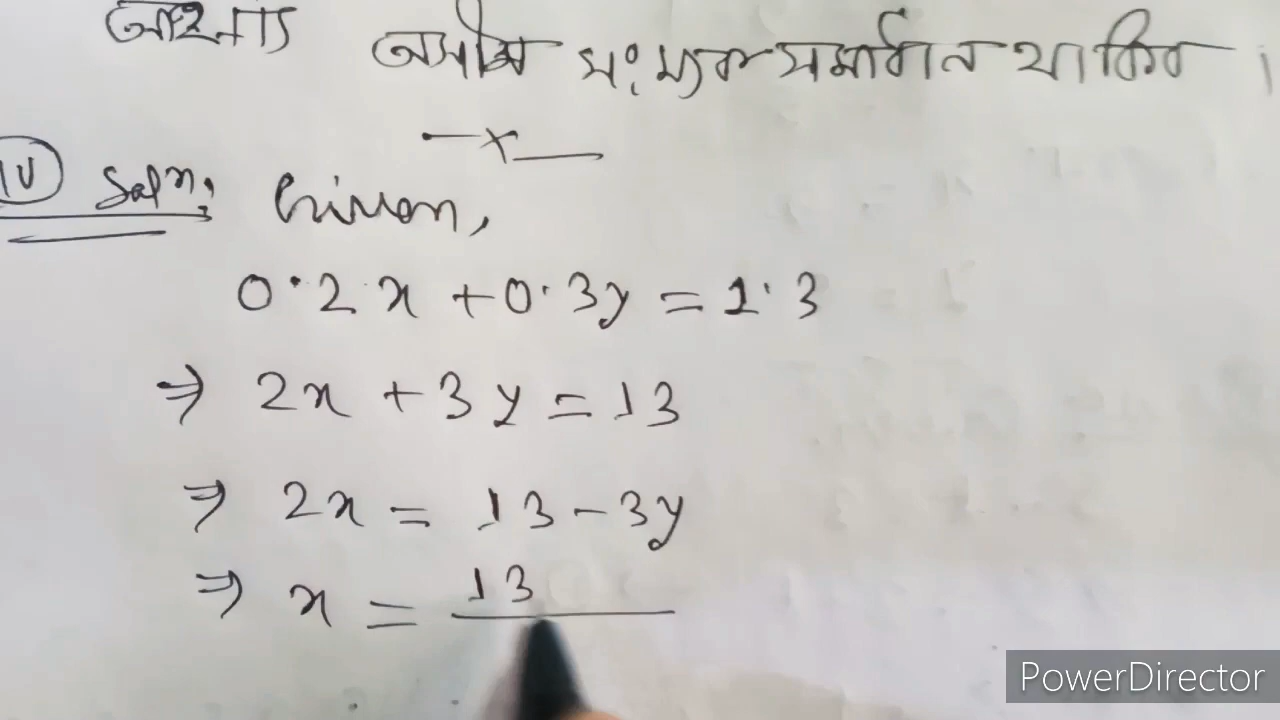 অসীম সংখ্যক সমাধান থাকিব ।
—x—
iv Solⁿ: Given,
0.2x + 0.3y = 1.3
⇒ 2x + 3y = 13
⇒ 2x = 13 - 3y
⇒ x = 13
PowerDirector